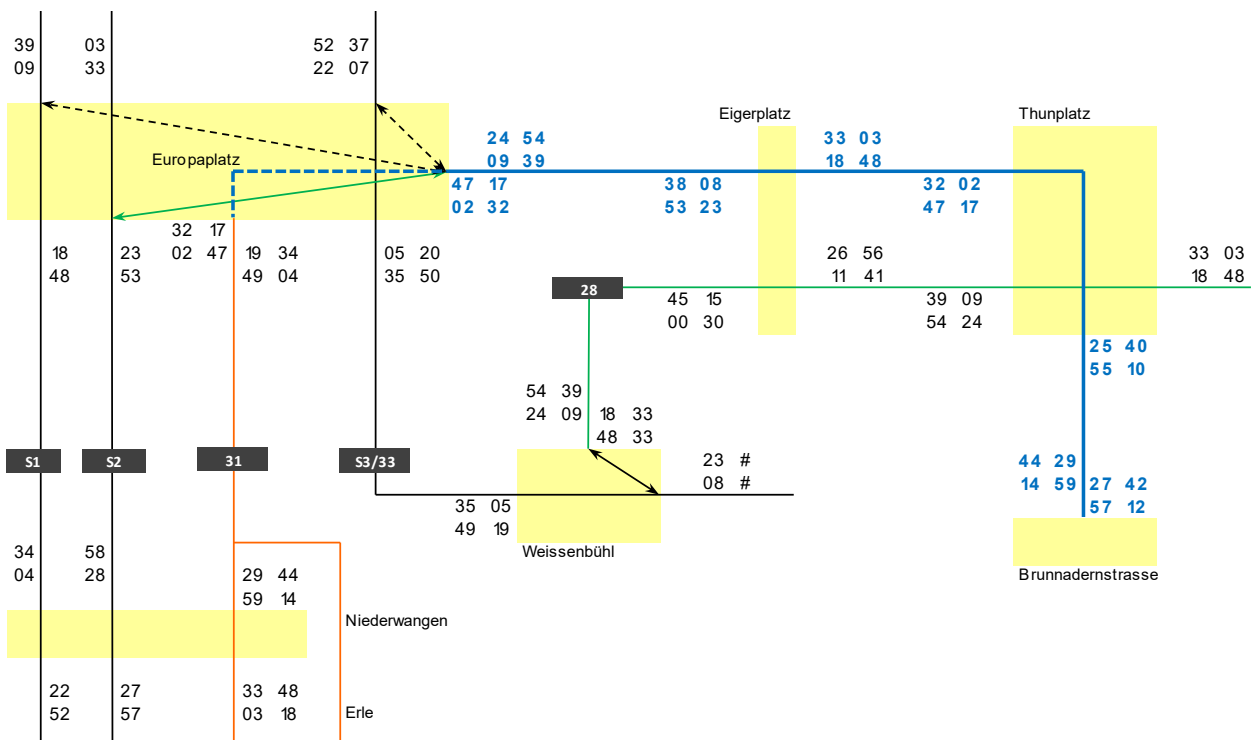 39 03 52 37
09 33 22 07
Eigerplatz
Thunplatz
24 54 33 03
09 39 18 48
Europaplatz
47 17 38 08 32 02
02 32 53 23 47 17
32 17
02 47
18 23 19 34 05 20 26 56 33 03
48 53 49 04 35 50 11 41 18 48
28
45 15 39 09
00 30 54 24
25 40
55 10
54 39
24 09
18 33
48 33
S1 S2 31 S3/33
23 #
08 #
44 29
14 59
27 42
57 12
35 05
49 19
Weissenbühl
34 58
04 28
29 44
59 14
Brunnadernstrasse
Niederwangen
22 27 33 48
52 57 03 18
Erle